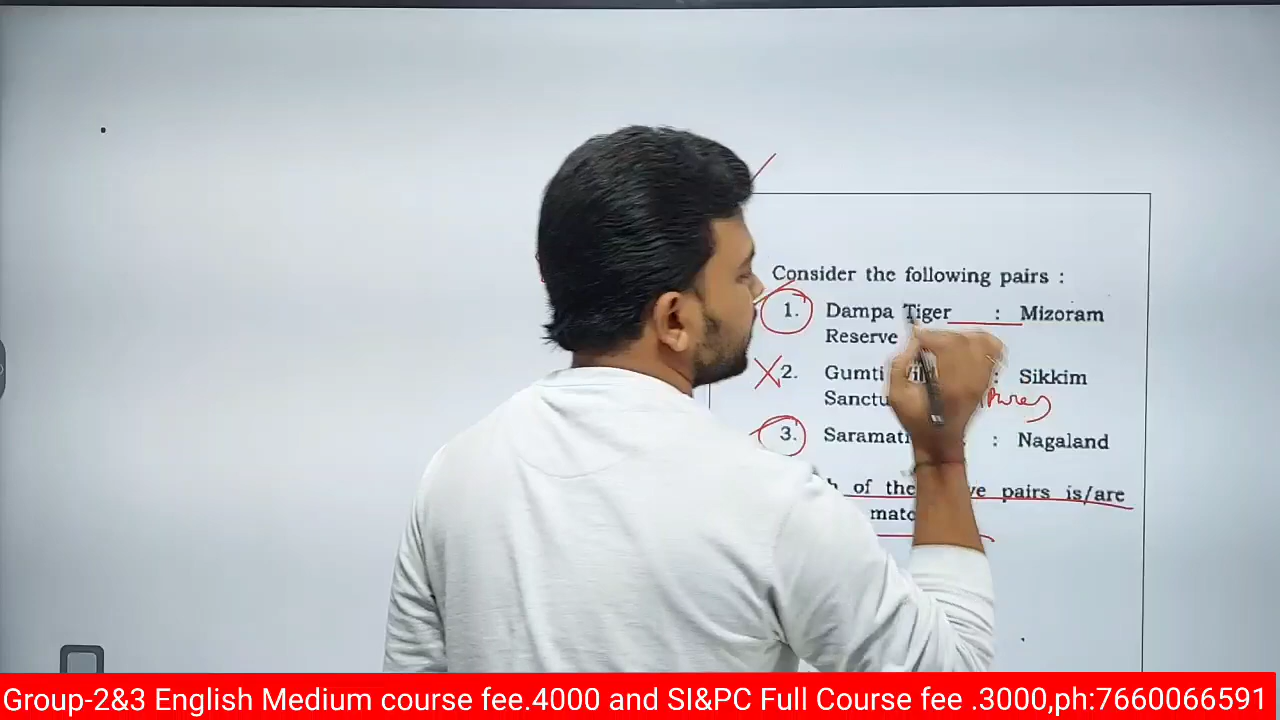 Consider the following pairs :
1. Dampa Tiger : Mizoram
Reserve
2. Gumti : Sikkim
3. : Nagaland
of the pairs is/are
Group-2&3 English Medium course fee.4000 and SI&PC Full Course fee .3000,ph:7660066591